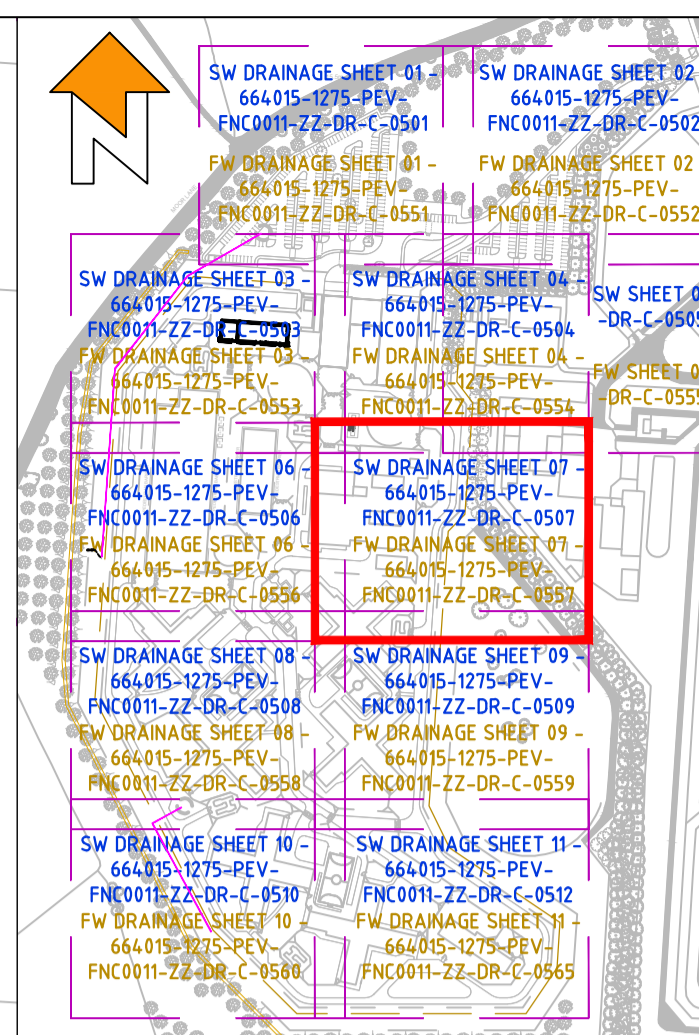 SW DRAINAGE SHEET 01 -
664015-1275-PEV-
FNC0011-ZZ-DR-C-0501
FW DRAINAGE SHEET 01 -
664015-1275-PEV-
FNC0011-ZZ-DR-C-0551
SW DRAINAGE SHEET 02
664015-1275-PEV-
FNC0011-ZZ-DR-C-0502
FW DRAINAGE SHEET 02
664015-1275-PEV-
FNC0011-ZZ-DR-C-0552
MOOR LANE
SW DRAINAGE SHEET 03 -
664015-1275-PEV-
FNC0011-ZZ-DR-C-0503
FW DRAINAGE SHEET 03 -
664015-1275-PEV-
FNC0011-ZZ-DR-C-0553
SW DRAINAGE SHEET 04 -
664015-1275-PEV-
FNC0011-ZZ-DR-C-0504
FW DRAINAGE SHEET 04 -
664015-1275-PEV-
FNC0011-ZZ-DR-C-0554
SW SHEET 0
-DR-C-0505
FW SHEET 0
-DR-C-055
SW DRAINAGE SHEET 06 -
664015-1275-PEV-
FNC0011-ZZ-DR-C-0506
FW DRAINAGE SHEET 06 -
664015-1275-PEV-
FNC0011-ZZ-DR-C-0556
SW DRAINAGE SHEET 07 -
664015-1275-PEV-
FNC0011-ZZ-DR-C-0507
FW DRAINAGE SHEET 07 -
664015-1275-PEV-
FNC0011-ZZ-DR-C-0557
SW DRAINAGE SHEET 08 -
664015-1275-PEV-
FNC0011-ZZ-DR-C-0508
FW DRAINAGE SHEET 08 -
664015-1275-PEV-
FNC0011-ZZ-DR-C-0558
SW DRAINAGE SHEET 09 -
664015-1275-PEV-
FNC0011-ZZ-DR-C-0509
FW DRAINAGE SHEET 09 -
664015-1275-PEV-
FNC0011-ZZ-DR-C-0559
SW DRAINAGE SHEET 10 -
664015-1275-PEV-
FNC0011-ZZ-DR-C-0510
FW DRAINAGE SHEET 10 -
664015-1275-PEV-
FNC0011-ZZ-DR-C-0560
SW DRAINAGE SHEET 11 -
664015-1275-PEV-
FNC0011-ZZ-DR-C-0512
FW DRAINAGE SHEET 11 -
664015-1275-PEV-
FNC0011-ZZ-DR-C-0565